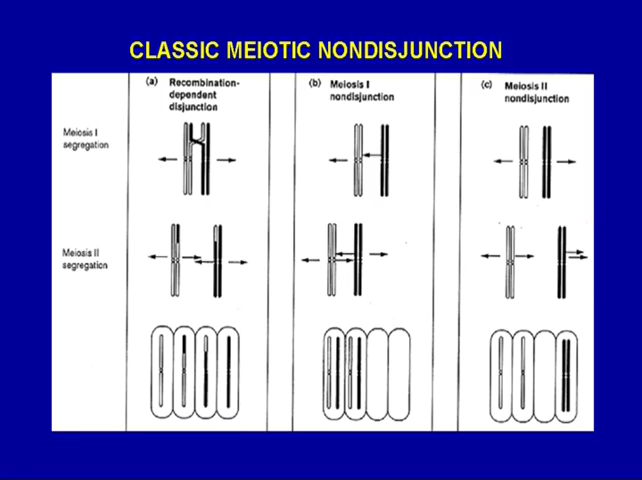 CLASSIC MEIOTIC NONDISJUNCTION
(a) Recombination-
dependent
disjunction
(b) Meiosis I
nondisjunction
(c) Meiosis II
nondisjunction
Meiosis I
segregation
Meiosis II
segregation